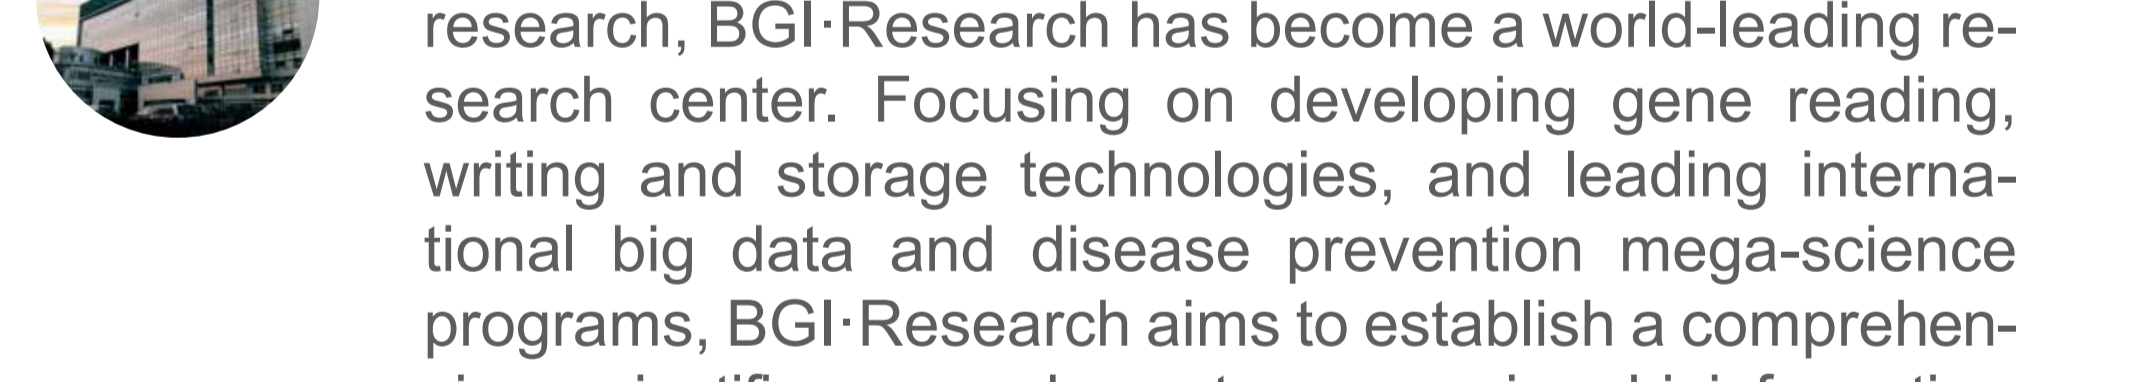 research, BGI·Research has become a world-leading re-
search center. Focusing on developing gene reading,
writing and storage technologies, and leading interna-
tional big data and disease prevention mega-science
programs, BGI·Research aims to establish a comprehen-